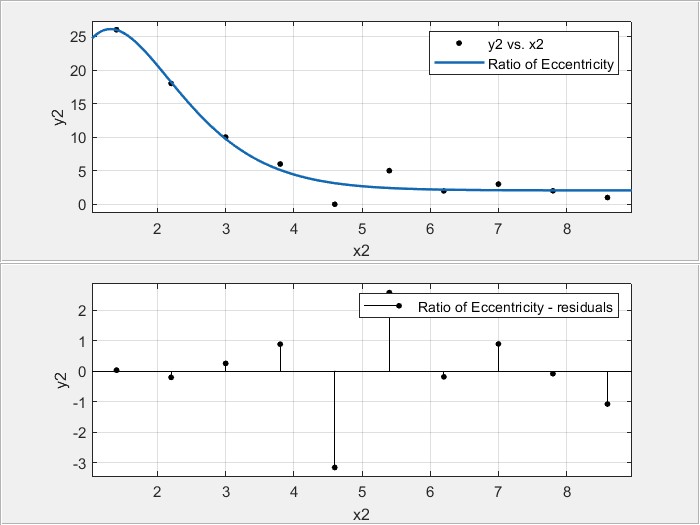 25
20
15
10
5
0
y2
y2 vs. x2
Ratio of Eccentricity
2 3 4 5 6 7 8
x2
2
1
0
-1
-2
-3
y2
Ratio of Eccentricity - residuals
2 3 4 5 6 7 8
x2